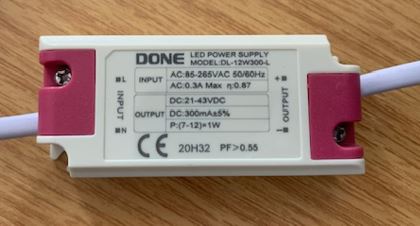 DONE LED POWER SUPPLY
MODEL:DL-12W300-L
L
INPUT
N
INPUT
AC:85-265VAC 50/60Hz
AC:0.3A Max η:0.87
OUTPUT
DC:21-43VDC
DC:300mA±5%
P:(7-12)×1W
+
OUTPUT
-
CE 20H32 PF>0.55